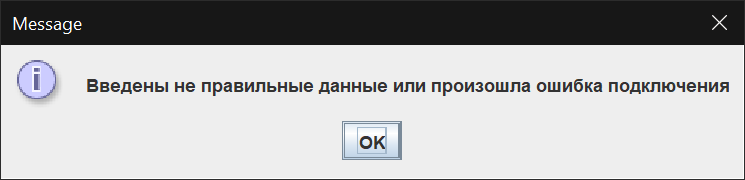 Message
Введены не правильные данные или произошла ошибка подключения
OK